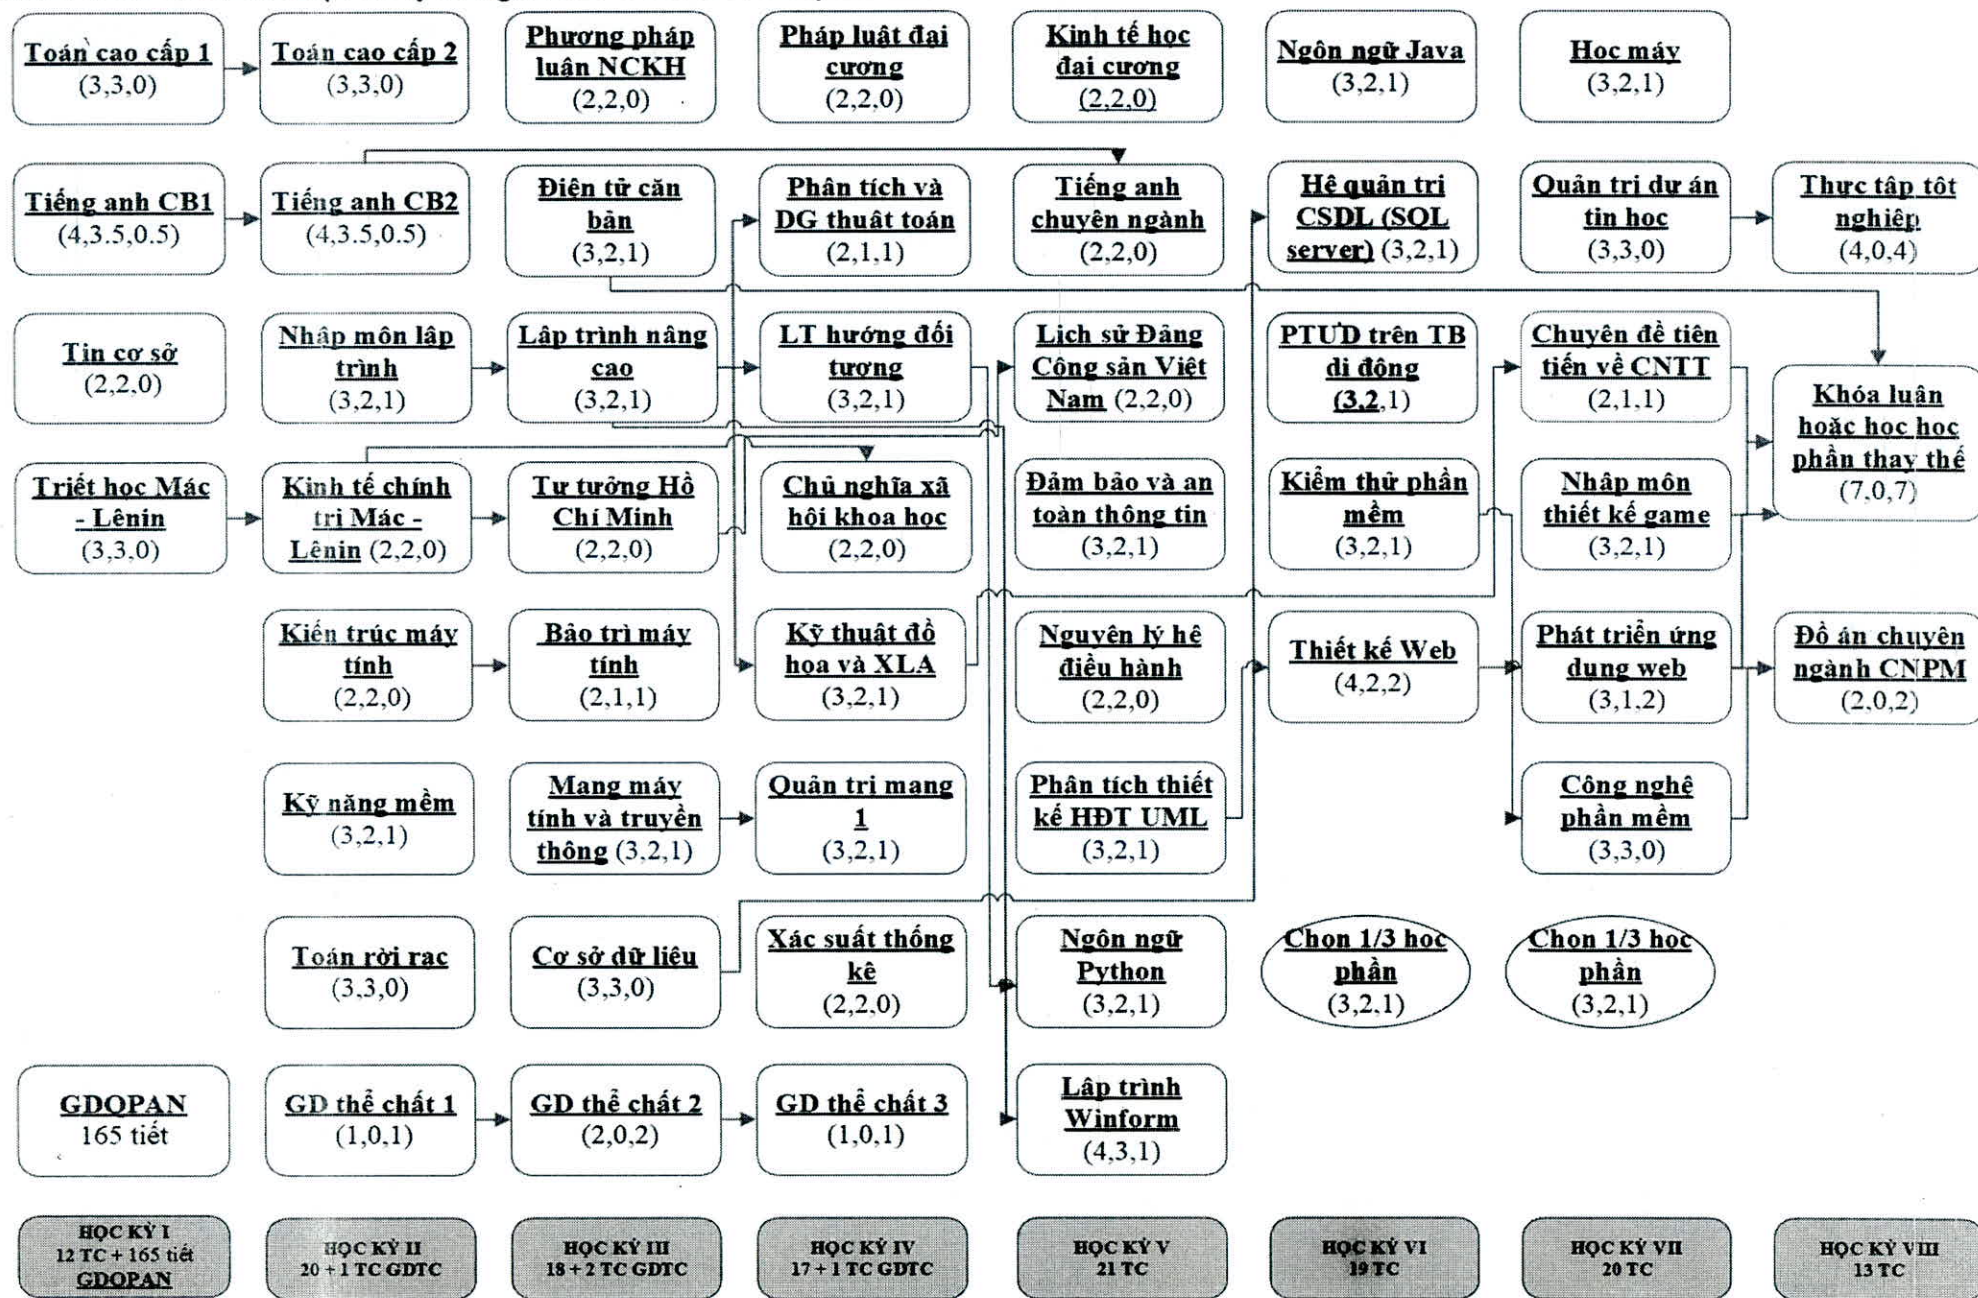 Toán cao cấp 1
(3,3,0)
Toán cao cấp 2
(3,3,0)
Phương pháp
luận NCKH
(2,2,0)
Pháp luật đại
cương
(2,2,0)
Kinh tế học
đại cương
(2,2,0)
Ngôn ngữ Java
(3,2,1)
Học máy
(3,2,1)
Tiếng anh CB1
(4,3.5,0.5)
Tiếng anh CB2
(4,3.5,0.5)
Điện tử căn
bản
(3,2,1)
Phân tích và
DG thuật toán
(2,1,1)
Tiếng anh
chuyên ngành
(2,2,0)
Hệ quản trị
CSDL (SQL
server) (3,2,1)
Quản trị dự án
tin học
(3,3,0)
Thực tập tốt
nghiệp
(4,0,4)
Tin cơ sở
(2,2,0)
Nhập môn lập
trình
(3,2,1)
Lập trình nâng
cao
(3,2,1)
LT hướng đối
tượng
(3,2,1)
Lịch sử Đảng
Cộng sản Việt
Nam (2,2,0)
PTƯD trên TB
di động
(3,2,1)
Chuyên đề tiên
tiến về CNTT
(2,1,1)
Khóa luận
hoặc học học
phần thay thế
(7,0,7)
Triết học Mác
- Lênin
(3,3,0)
Kinh tế chính
trị Mác -
Lênin (2,2,0)
Tư tưởng Hồ
Chí Minh
(2,2,0)
Chủ nghĩa xã
hội khoa học
(2,2,0)
Đảm bảo và an
toàn thông tin
(3,2,1)
Kiểm thử phần
mềm
(3,2,1)
Nhập môn
thiết kế game
(3,2,1)
Kiến trúc máy
tính
(2,2,0)
Bảo trì máy
tính
(2,1,1)
Kỹ thuật đồ
họa và XLA
(3,2,1)
Nguyên lý hệ
điều hành
(2,2,0)
Thiết kế Web
(4,2,2)
Phát triển ứng
dụng web
(3,1,2)
Đồ án chuyên
ngành CNPM
(2,0,2)
Kỹ năng mềm
(3,2,1)
Mạng máy
tính và truyền
thông (3,2,1)
Quản trị mạng
1
(3,2,1)
Phân tích thiết
kế HĐT UML
(3,2,1)
Công nghệ
phần mềm
(3,3,0)
Toán rời rạc
(3,3,0)
Cơ sở dữ liệu
(3,3,0)
Xác suất thống
kê
(2,2,0)
Ngôn ngữ
Python
(3,2,1)
Chọn 1/3 học
phần
(3,2,1)
Chọn 1/3 học
phần
(3,2,1)
GDQPAN
165 tiết
GD thể chất 1
(1,0,1)
GD thể chất 2
(2,0,2)
GD thể chất 3
(1,0,1)
Lập trình
Winform
(4,3,1)
HỌC KỲ I
12 TC + 165 tiết
GDQPAN
HỌC KỲ II
20 + 1 TC GDTC
HỌC KỲ III
18 + 2 TC GDTC
HỌC KỲ IV
17 + 1 TC GDTC
HỌC KỲ V
21 TC
HỌC KỲ VI
19 TC
HỌC KỲ VII
20 TC
HỌC KỲ VIII
13 TC